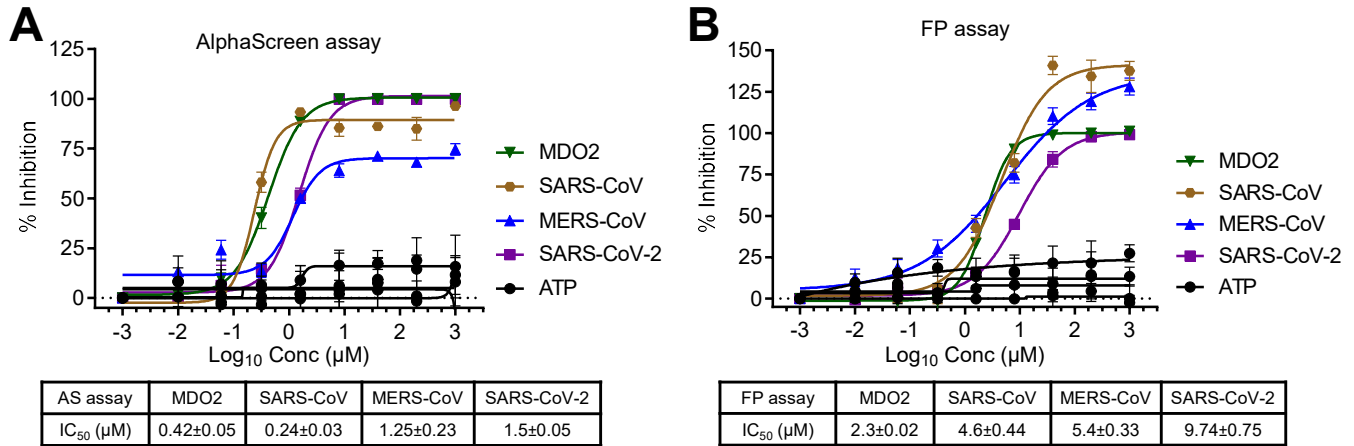 A
AlphaScreen assay
% Inhibition
125
100
75
50
25
0
-3 -2 -1 0 1 2 3
Log10 Conc (µM)
MDO2
SARS-CoV
MERS-CoV
SARS-CoV-2
ATP
AS assay MDO2 SARS-CoV MERS-CoV SARS-CoV-2
IC50 (µM) 0.42±0.05 0.24±0.03 1.25±0.23 1.5±0.05
B
FP assay
% Inhibition
150
125
100
75
50
25
0
-3 -2 -1 0 1 2 3
Log10 Conc (µM)
MDO2
SARS-CoV
MERS-CoV
SARS-CoV-2
ATP
FP assay MDO2 SARS-CoV MERS-CoV SARS-CoV-2
IC50 (µM) 2.3±0.02 4.6±0.44 5.4±0.33 9.74±0.75